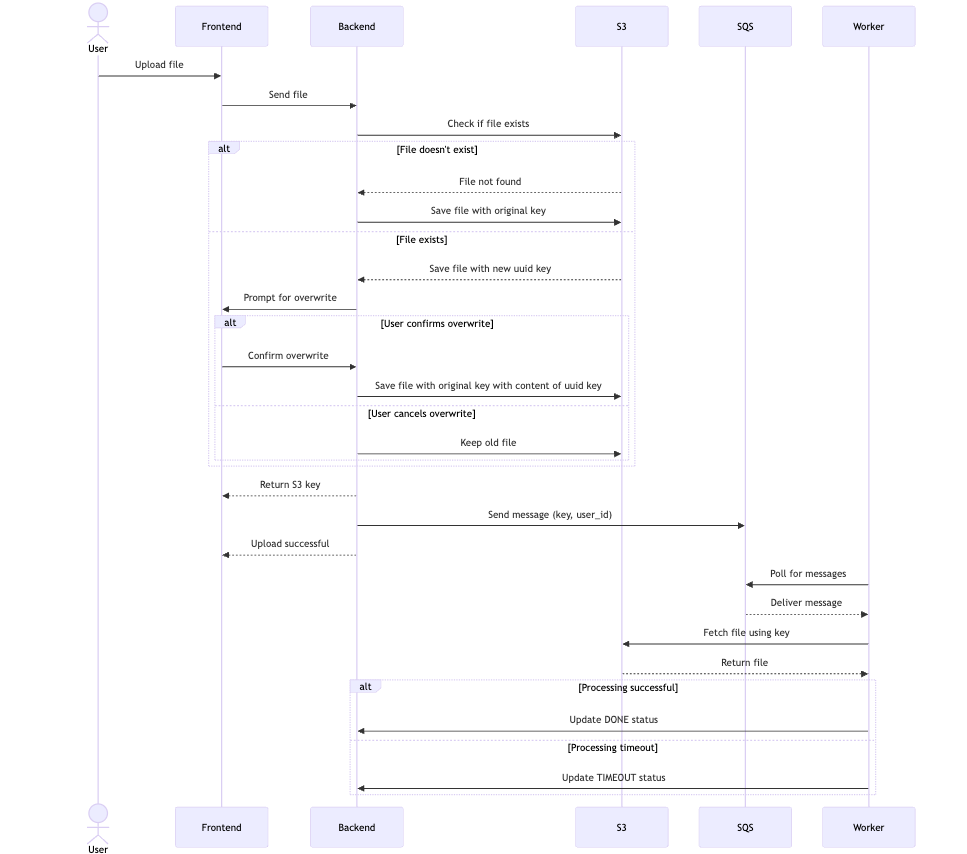 User
Frontend
Backend
S3
SQS
Worker
Upload file
Send file
Check if file exists
alt
[File doesn't exist]
File not found
Save file with original key
[File exists]
Save file with new uuid key
Prompt for overwrite
alt
[User confirms overwrite]
Confirm overwrite
Save file with original key with content of uuid key
[User cancels overwrite]
Keep old file
Return S3 key
Send message (key, user_id)
Upload successful
Poll for messages
Deliver message
Fetch file using key
Return file
alt
[Processing successful]
Update DONE status
[Processing timeout]
Update TIMEOUT status
User
Frontend
Backend
S3
SQS
Worker